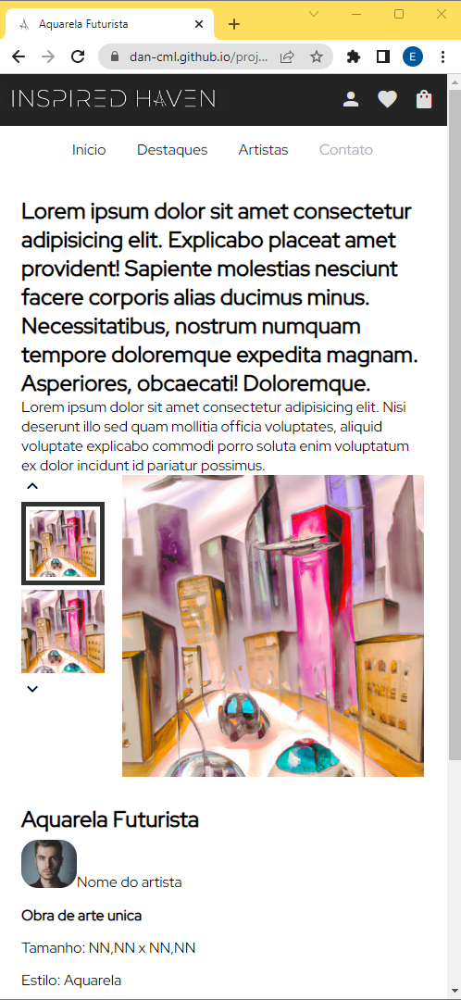 Aquarela Futurista
dan-cml.github.io/proj...
E
INSPIRED HAVEN
Início
Destaques
Artistas
Contato
Lorem ipsum dolor sit amet consectetur
adipisicing elit. Explicabo placeat amet
provident! Sapiente molestias nesciunt
facere corporis alias ducimus minus.
Necessitatibus, nostrum numquam
tempore doloremque expedita magnam.
Asperiores, obcaecati! Doloremque.
Lorem ipsum dolor sit amet consectetur adipisicing elit. Nisi
deserunt illo sed quam mollitia officia voluptates, aliquid
voluptate explicabo commodi porro soluta enim voluptatum
ex dolor incidunt id pariatur possimus.
Aquarela Futurista
Nome do artista
Obra de arte unica
Tamanho: NN,NN x NN,NN
Estilo: Aquarela